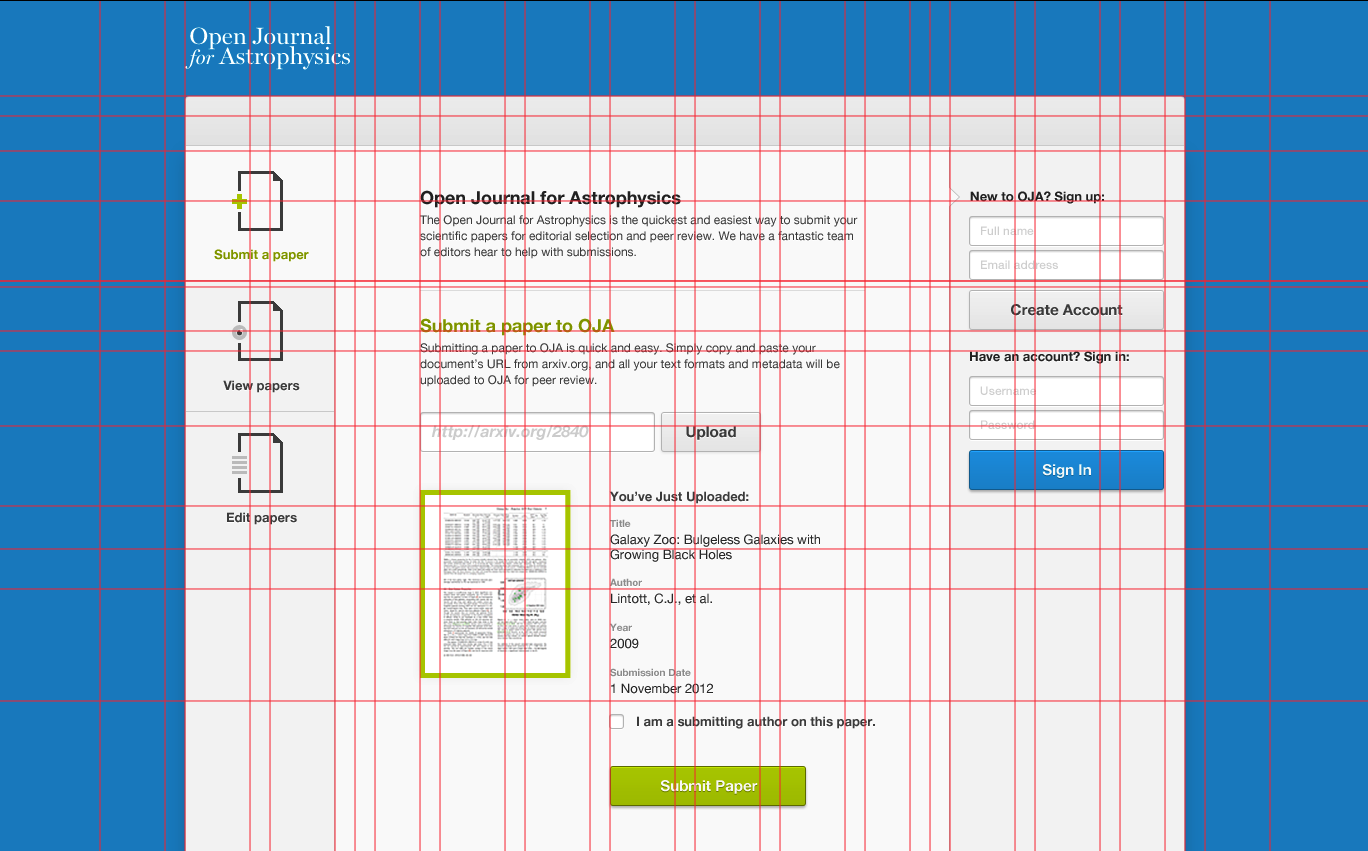 Open Journal
for Astrophysics
Submit a paper
View papers
Edit papers
Open Journal for Astrophysics
The Open Journal for Astrophysics is the quickest and easiest way to submit your
scientific papers for editorial selection and peer review. We have a fantastic team
of editors hear to help with submissions.
Submit a paper to OJA
Submitting a paper to OJA is quick and easy. Simply copy and paste your
document's URL from arxiv.org, and all your text formats and metadata will be
uploaded to OJA for peer review.
http://arxiv.org/2840
Upload
You've Just Uploaded:
Title
Galaxy Zoo: Bulgeless Galaxies with
Growing Black Holes
Author
Lintott, C.J., et al.
Year
2009
Submission Date
1 November 2012
I am a submitting author on this paper.
Submit Paper
New to OJA? Sign up:
Full name
Email address
Create Account
Have an account? Sign in:
Username
Password
Sign In